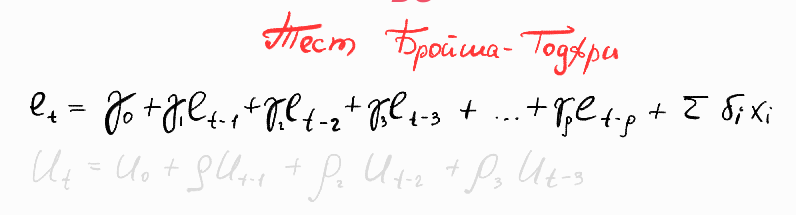 Тест Бройша-Годфри
e_t = γ_0 + γ_1 e_{t-1} + γ_2 e_{t-2} + γ_3 e_{t-3} + ... + γ_p e_{t-p} + Σ δ_i x_i
u_t = u_0 + ρ u_{t-1} + ρ_2 u_{t-2} + ρ_3 u_{t-3}